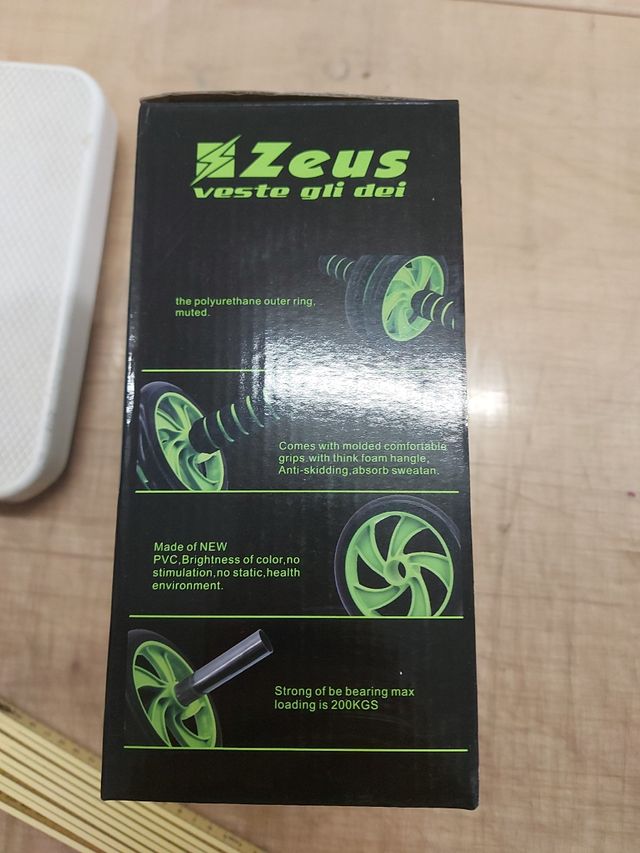 Zeus
veste gli dei
the polyurethane outer ring,
muted.
Comes with molded comfortable
grips.with think foam hangle,
Anti-skidding,absorb sweatan.
Made of NEW
PVC,Brightness of color,no
stimulation,no static,health
environment.
Strong of be bearing max
loading is 200KGS